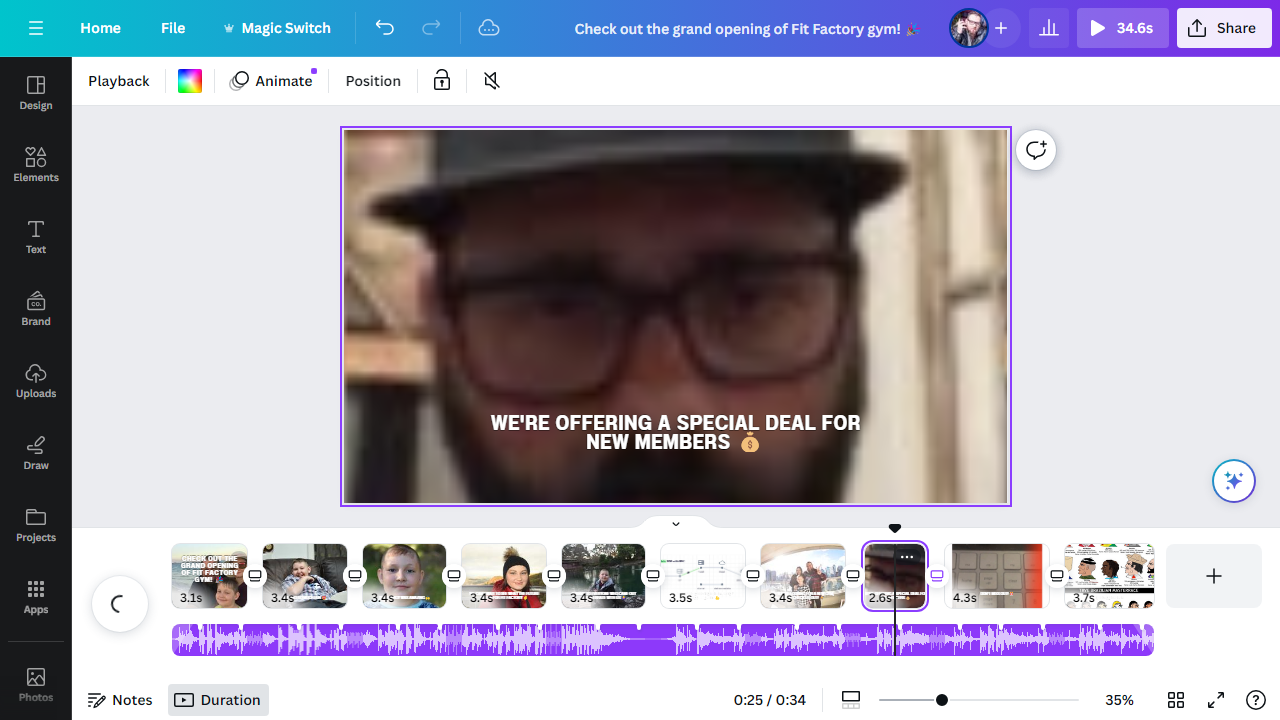 Home
File
Magic Switch
Check out the grand opening of Fit Factory gym! 🎉
34.6s
Share
Playback
Animate
Position
Design
Elements
Text
Brand
CO.
Uploads
Draw
Projects
Apps
Photos
WE'RE OFFERING A SPECIAL DEAL FOR
NEW MEMBERS 💰
CHECK OUT THE
GRAND OPENING
OF FIT FACTORY
GYM! 🎉
3.1s
3.4s
3.4s
3.4s
3.4s
3.5s
3.4s
2.6s
4.3s
3.7s
Notes
Duration
0:25 / 0:34
35%